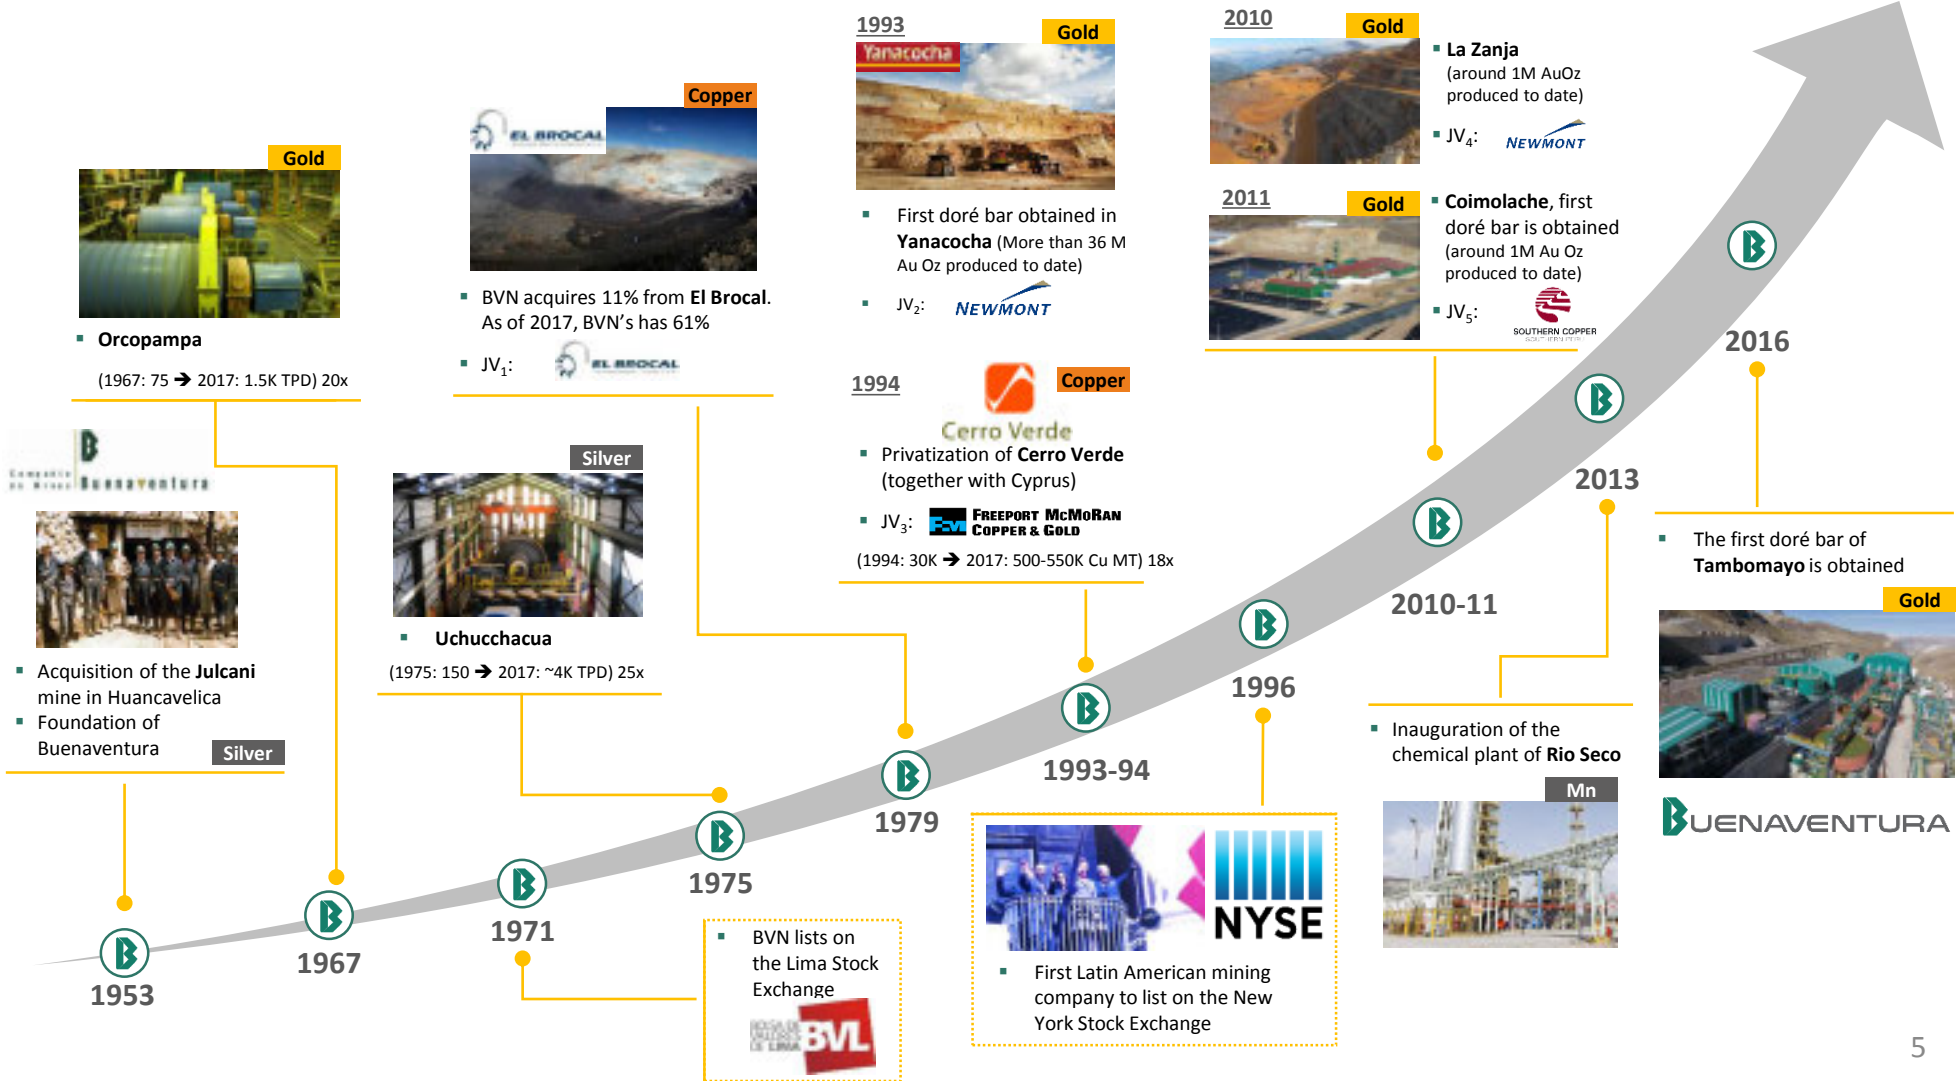 Gold
Orcopampa
(1967: 75 ➔ 2017: 1.5K TPD) 20x
Buenaventura
Acquisition of the Julcani
mine in Huancavelica
Foundation of
Buenaventura
Silver
1953
1967
Copper
EL BROCAL
BVN acquires 11% from El Brocal.
As of 2017, BVN's has 61%
JV1:
EL BROCAL
Silver
Uchucchacua
(1975: 150 ➔ 2017: ~4K TPD) 25x
1971
BVN lists on
the Lima Stock
Exchange
BOLSA DE
VALORES
DE LIMA
BVL
1975
1979
1993
Gold
Yanacocha
First doré bar obtained in
Yanacocha (More than 36 M
Au Oz produced to date)
JV2:
NEWMONT
1994
Copper
Cerro Verde
Privatization of Cerro Verde
(together with Cyprus)
JV3:
FCX
FREEPORT MCMORAN
COPPER & GOLD
(1994: 30K ➔ 2017: 500-550K Cu MT) 18x
1993-94
1996
NYSE
First Latin American mining
company to list on the New
York Stock Exchange
2010
Gold
La Zanja
(around 1M AuOz
produced to date)
JV4:
NEWMONT
2011
Gold
Coimolache, first
doré bar is obtained
(around 1M Au Oz
produced to date)
JV5:
SOUTHERN COPPER
SOUTHERN PERU
2010-11
2013
Inauguration of the
chemical plant of Rio Seco
Mn
2016
The first doré bar of
Tambomayo is obtained
Gold
BUENAVENTURA
5